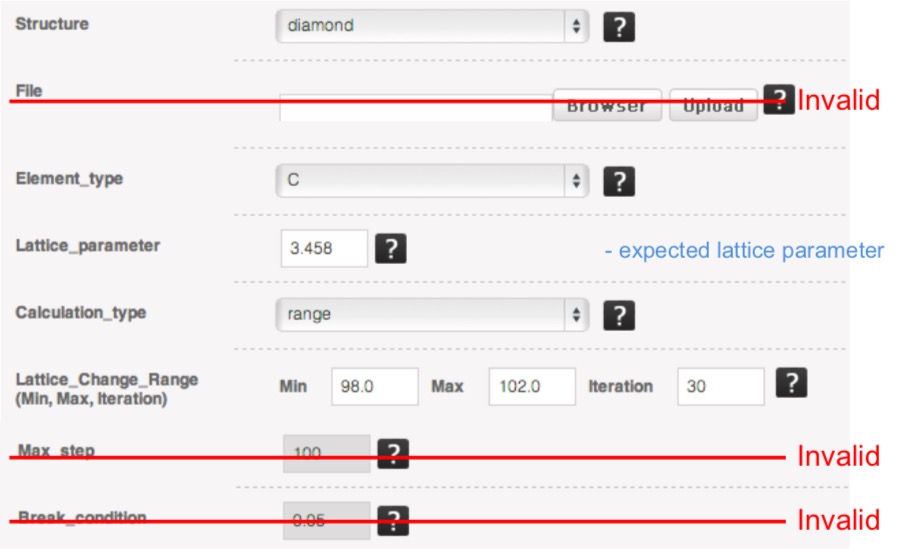 Structure diamond ?
File Browser Upload ? Invalid
Element_type C ?
Lattice_parameter 3.458 ? - expected lattice parameter
Calculation_type range ?
Lattice_Change_Range
(Min, Max, Iteration) Min 98.0 Max 102.0 Iteration 30 ?
Max_step 100 ? Invalid
Break_condition 0.05 ? Invalid